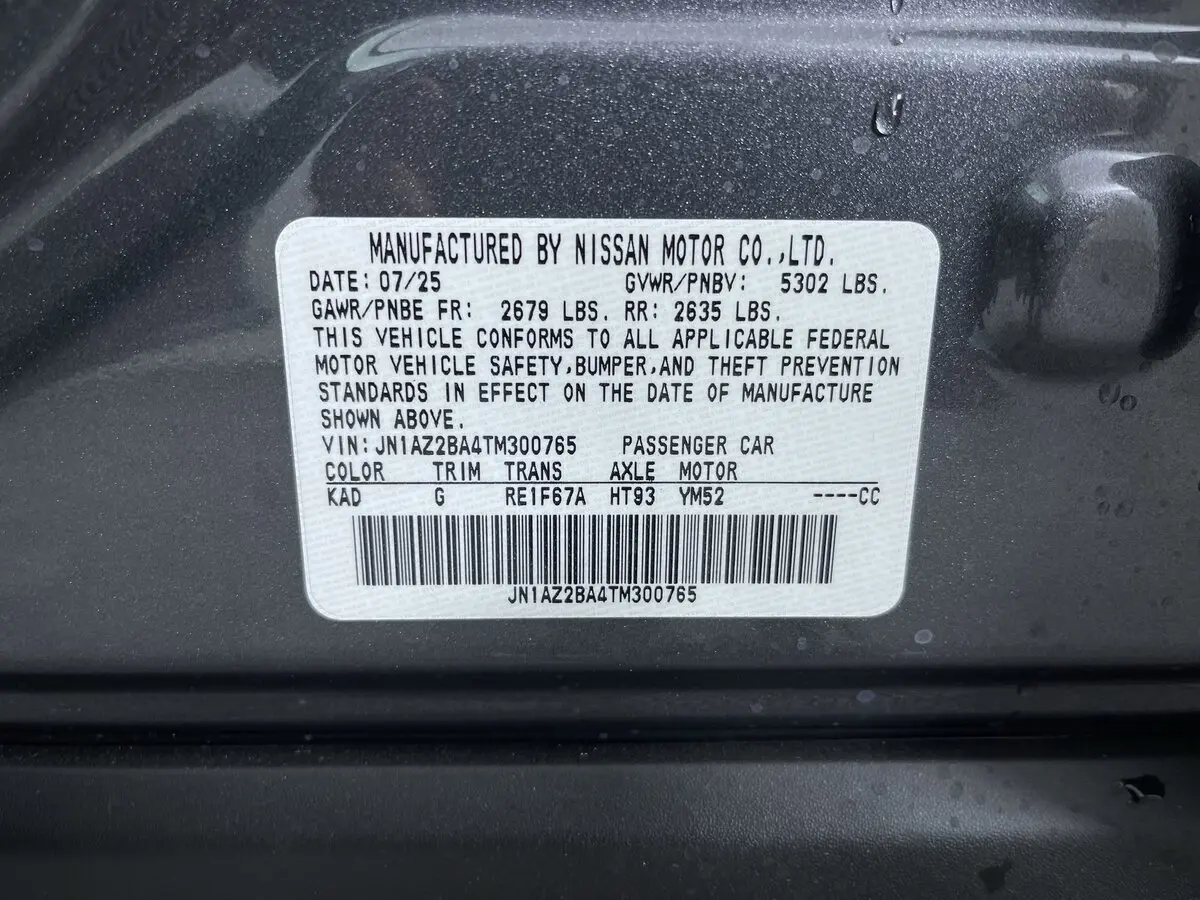 MANUFACTURED BY NISSAN MOTOR CO.,LTD.
DATE: 07/25 GVWR/PNBV: 5302 LBS.
GAWR/PNBE FR: 2679 LBS. RR: 2635 LBS.
THIS VEHICLE CONFORMS TO ALL APPLICABLE FEDERAL
MOTOR VEHICLE SAFETY,BUMPER,AND THEFT PREVENTION
STANDARDS IN EFFECT ON THE DATE OF MANUFACTURE
SHOWN ABOVE.
VIN:JN1AZ2BA4TM300765 PASSENGER CAR
COLOR TRIM TRANS AXLE MOTOR
KAD G RE1F67A HT93 YM52 ----CC
JN1AZ2BA4TM300765